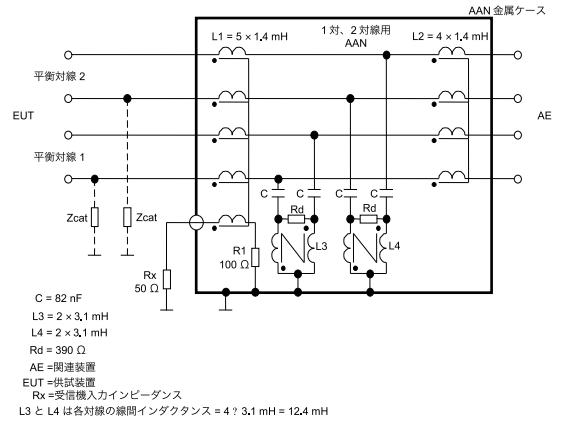 AAN 金属ケース
L1 = 5 × 1.4 mH
1 対、2 対線用
AAN
L2 = 4 × 1.4 mH
平衡対線 2
EUT
AE
平衡対線 1
C
C
C
C
Rd
Rd
Zcat
Zcat
R1
100 Ω
L3
L4
Rx
50 Ω
C = 82 nF
L3 = 2 × 3.1 mH
L4 = 2 × 3.1 mH
Rd = 390 Ω
AE =関連装置
EUT =供試装置
Rx =受信機入力インピーダンス
L3 と L4 は各対線の線間インダクタンス = 4 ? 3.1 mH = 12.4 mH